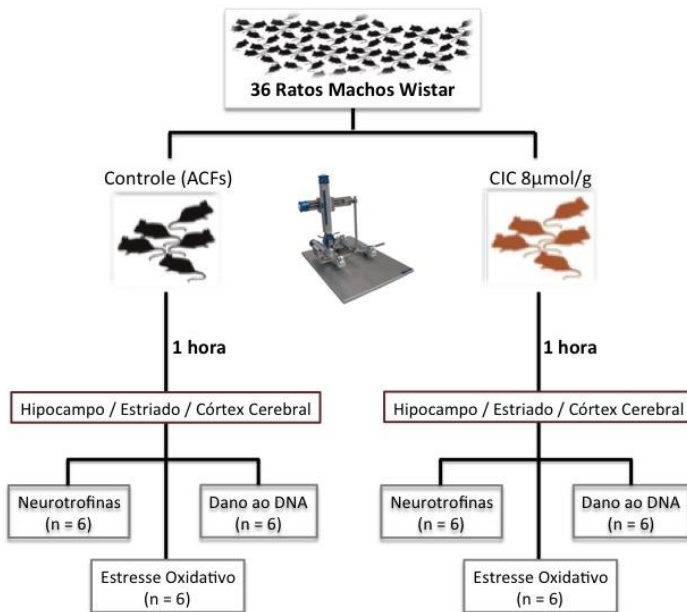 36 Ratos Machos Wistar
Controle (ACFs)
CIC 8µmol/g
1 hora
1 hora
Hipocampo / Estriado / Córtex Cerebral
Hipocampo / Estriado / Córtex Cerebral
Neurotrofinas
(n = 6)
Dano ao DNA
(n = 6)
Neurotrofinas
(n = 6)
Dano ao DNA
(n = 6)
Estresse Oxidativo
(n = 6)
Estresse Oxidativo
(n = 6)